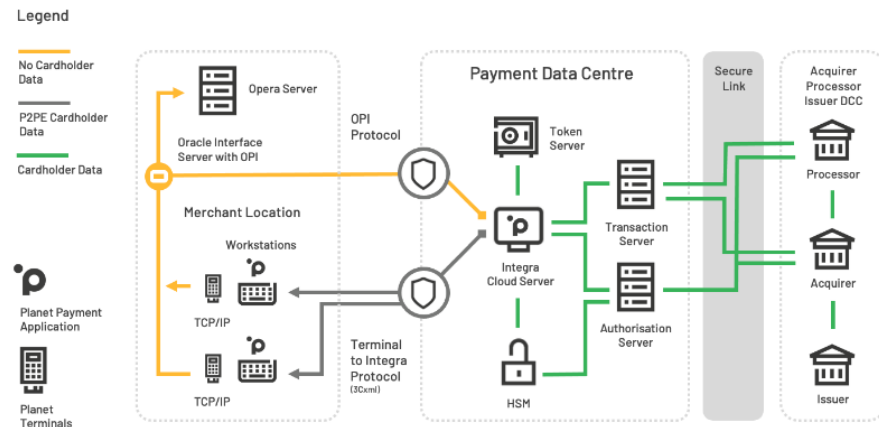 Legend
No Cardholder
Data
P2PE Cardholder
Data
Cardholder Data
Planet Payment
Application
Planet
Terminals
Opera Server
Oracle Interface
Server with OPI
Merchant Location
Workstations
TCP/IP
TCP/IP
OPI
Protocol
Terminal
to Integra
Protocol
(3Cxml)
Payment Data Centre
Token
Server
Integra
Cloud Server
HSM
Transaction
Server
Authorisation
Server
Secure
Link
Acquirer
Processor
Issuer DCC
Processor
Acquirer
Issuer